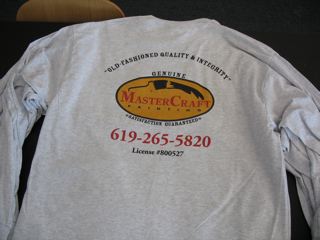 "OLD-FASHIONED QUALITY & INTEGRITY"
GENUINE
MASTERCRAFT
PAINTING
"SATISFACTION GUARANTEED"
619-265-5820
License #800527